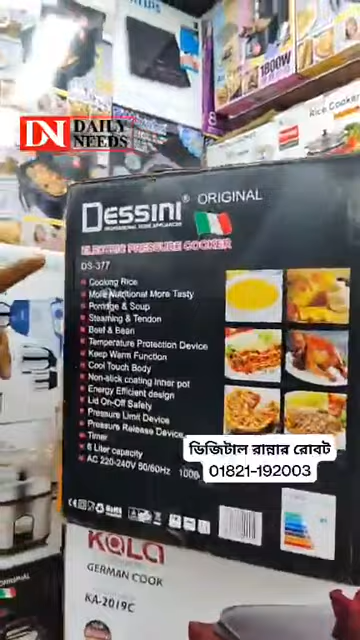 1800W
Rice Cooker
DN DAILY
NEEDS
DESSINI® ORIGINAL
ELECTRIC PRESSURE COOKER
DS-377
Cooking Rice
More Nutritional More Tasty
Porridge & Soup
Steaming & Tendon
Beef & Bean
Temperature Protection Device
Keep Warm Function
Cool Touch Body
Non-stick coating inner pot
Energy Efficient design
Lid On-Off Safety
Pressure Limit Device
Pressure Release Device
Timer
6 Liter capacity
AC 220-240V 50/60Hz 100
ডিজিটাল রান্নার রোবট
01821-192003
KOLA
GERMAN COOK
KA-2019C
ORIGINAL